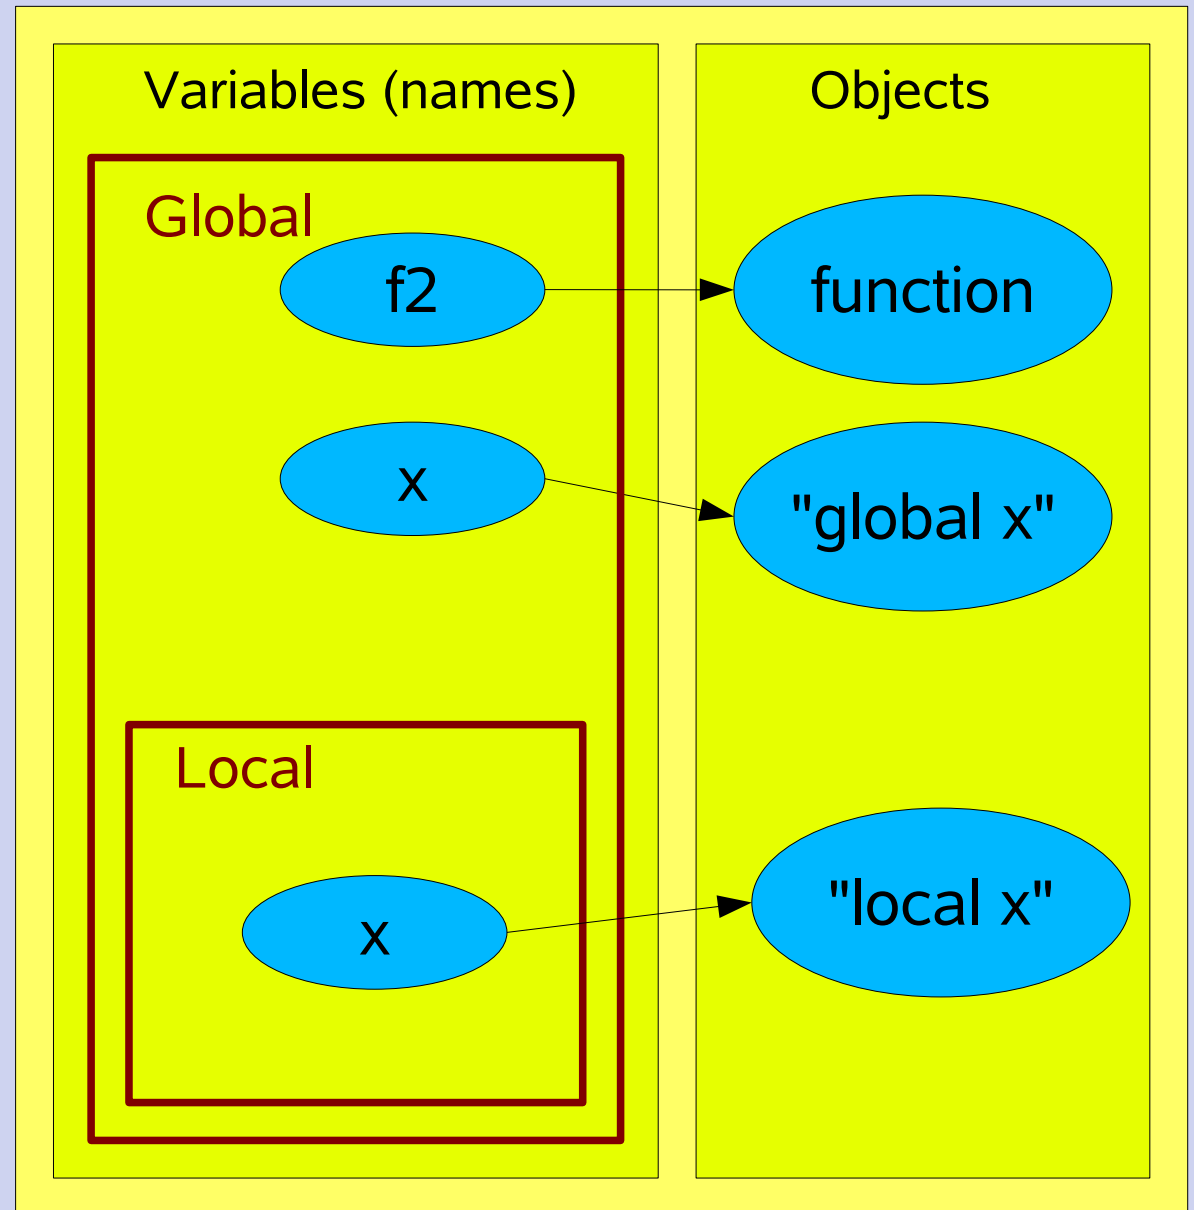 Variables (names)
Objects
Global
f2
function
x
"global x"
Local
x
"local x"